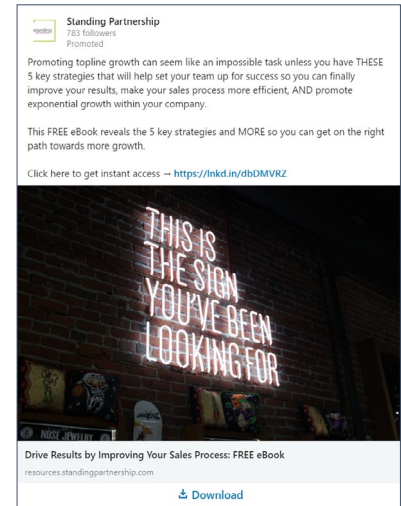 Standing Partnership
783 followers
Promoted
Promoting topline growth can seem like an impossible task unless you have THESE
5 key strategies that will help set your team up for success so you can finally
improve your results, make your sales process more efficient, AND promote
exponential growth within your company.
This FREE eBook reveals the 5 key strategies and MORE so you can get on the right
path towards more growth.
Click here to get instant access → https://lnkd.in/dbDMVRZ
THIS IS
THE SIGN
YOU'VE BEEN
LOOKING FOR
NOSE JEWELRY
Drive Results by Improving Your Sales Process: FREE eBook
resources.standingpartnership.com
Download